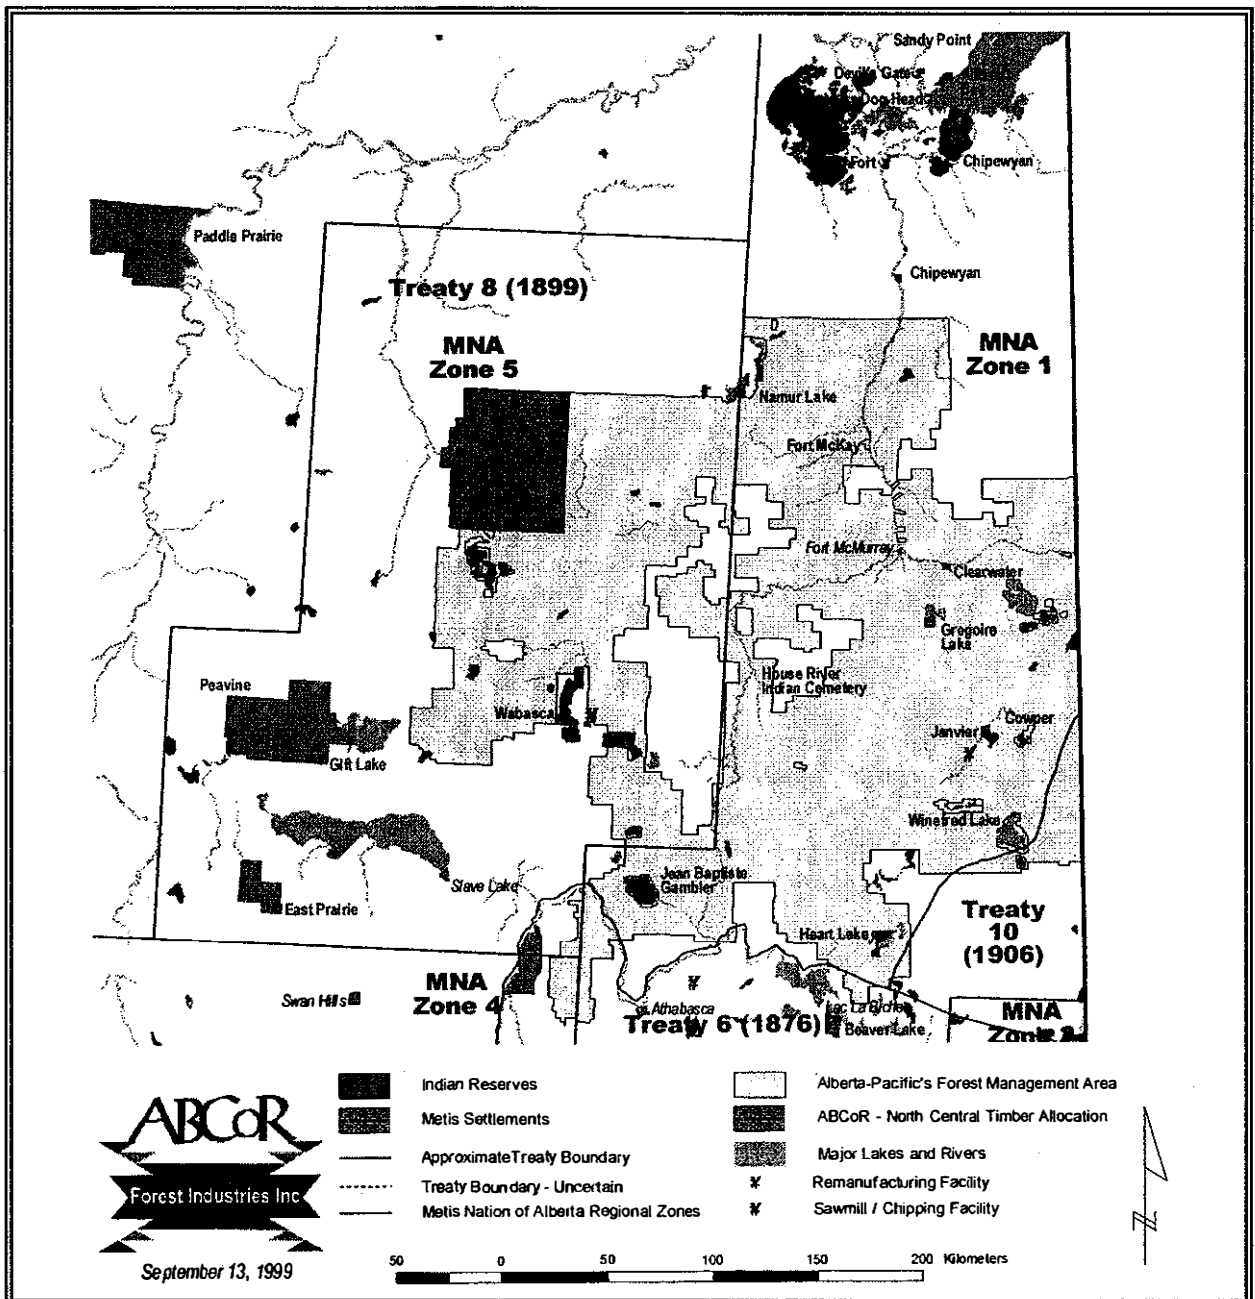 Sandy Point
Devil's Gate
Dog Head
Fort
Chipewyan
Paddle Prairie
Chipewyan
Treaty 8 (1899)
MNA
Zone 5
MNA
Zone 1
Namur Lake
Fort McKay
Fort McMurray
Clearwater
Gregoire
Lake
House River
Indian Cemetery
Peavine
Wabasca
Cowper
Janvier
Gift Lake
Winefred Lake
Slave Lake
Jean Baptiste
Gambler
East Prairie
Treaty
10
(1906)
Heart Lake
MNA
Zone 4
Swan Hills
Athabasca
Lac La Biche
Treaty 6 (1876)
Beaver Lake
MNA
Zone 2
Indian Reserves
Metis Settlements
Approximate Treaty Boundary
Treaty Boundary - Uncertain
Metis Nation of Alberta Regional Zones
Alberta-Pacific's Forest Management Area
ABCoR - North Central Timber Allocation
Major Lakes and Rivers
Remanufacturing Facility
Sawmill / Chipping Facility
ABCoR
Forest Industries Inc
September 13, 1999
50 0 50 100 150 200 Kilometers
N